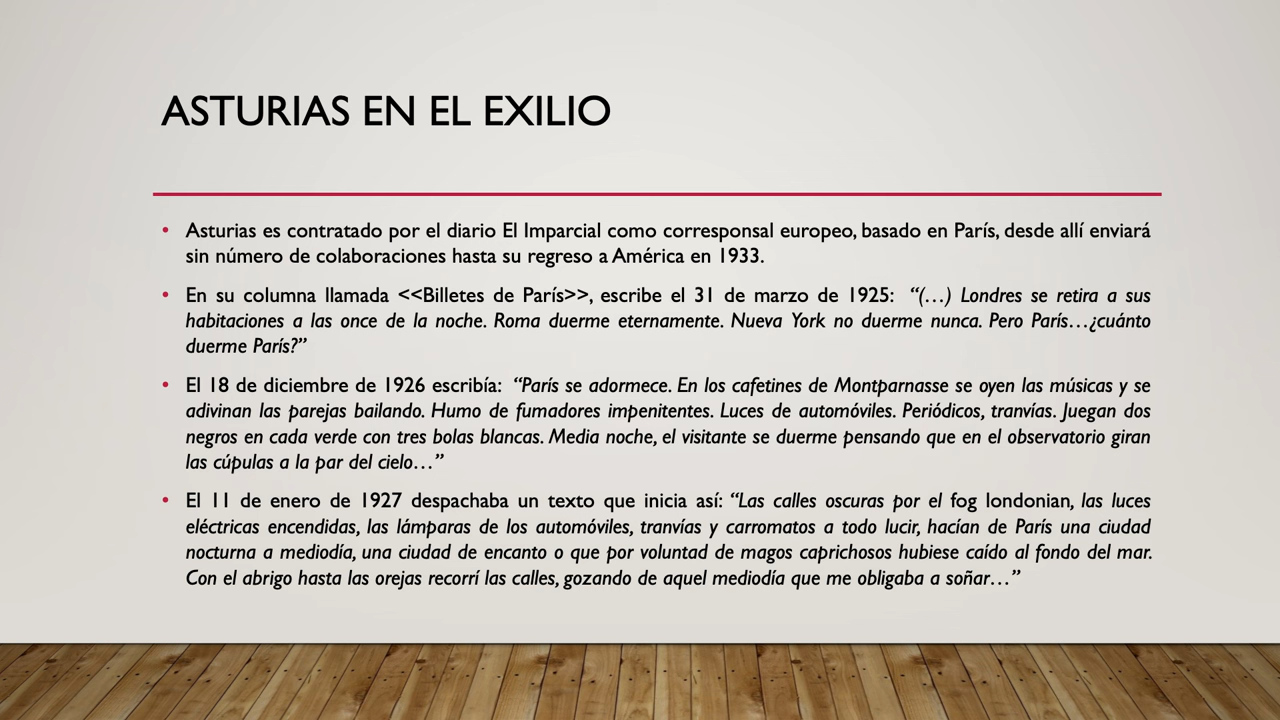 ASTURIAS EN EL EXILIO
• Asturias es contratado por el diario El Imparcial como corresponsal europeo, basado en París, desde allí enviará
sin número de colaboraciones hasta su regreso a América en 1933.
• En su columna llamada <<Billetes de París>>, escribe el 31 de marzo de 1925: “(…) Londres se retira a sus
habitaciones a las once de la noche. Roma duerme eternamente. Nueva York no duerme nunca. Pero París…¿cuánto
duerme París?”
• El 18 de diciembre de 1926 escribía: “París se adormece. En los cafetines de Montparnasse se oyen las músicas y se
adivinan las parejas bailando. Humo de fumadores impenitentes. Luces de automóviles. Periódicos, tranvías. Juegan dos
negros en cada verde con tres bolas blancas. Media noche, el visitante se duerme pensando que en el observatorio giran
las cúpulas a la par del cielo…”
• El 11 de enero de 1927 despachaba un texto que inicia así: “Las calles oscuras por el fog londonian, las luces
eléctricas encendidas, las lámparas de los automóviles, tranvías y carromatos a todo lucir, hacían de París una ciudad
nocturna a mediodía, una ciudad de encanto o que por voluntad de magos caprichosos hubiese caído al fondo del mar.
Con el abrigo hasta las orejas recorrí las calles, gozando de aquel mediodía que me obligaba a soñar…”